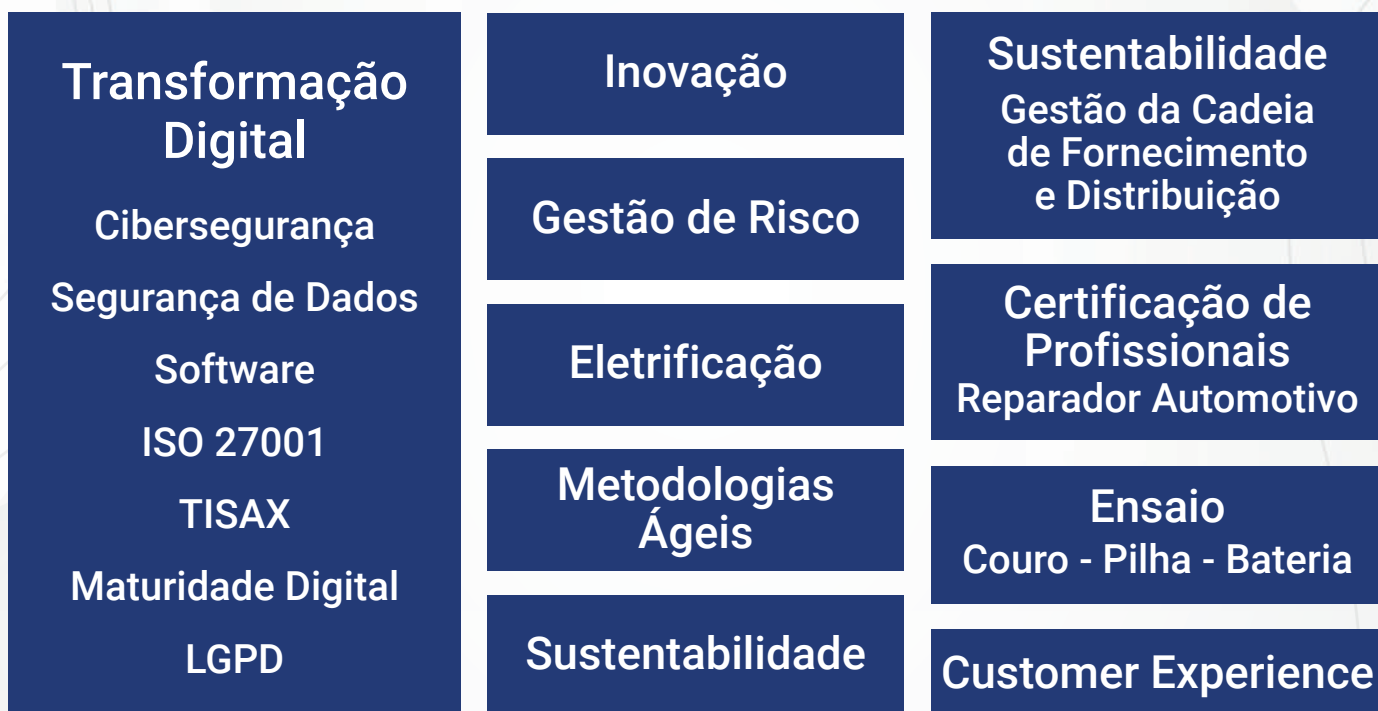 Transformação
Digital
Cibersegurança
Segurança de Dados
Software
ISO 27001
TISAX
Maturidade Digital
LGPD
Inovação
Gestão de Risco
Eletrificação
Metodologias
Ágeis
Sustentabilidade
Sustentabilidade
Gestão da Cadeia
de Fornecimento
e Distribuição
Certificação de
Profissionais
Reparador Automotivo
Ensaio
Couro - Pilha - Bateria
Customer Experience